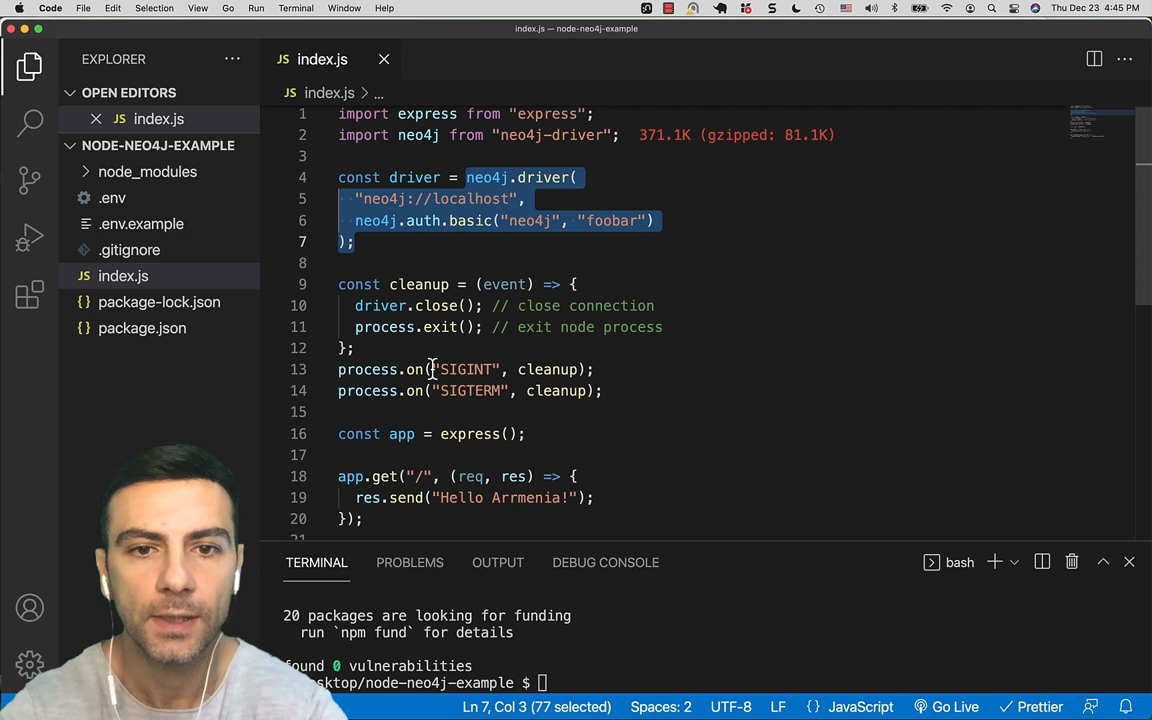 Code File Edit Selection View Go Run Terminal Window Help
Thu Dec 23 4:45 PM
index.js — node-neo4j-example
EXPLORER
OPEN EDITORS
JS index.js
NODE-NEO4J-EXAMPLE
node_modules
.env
.env.example
.gitignore
JS index.js
{} package-lock.json
{} package.json
JS index.js
JS index.js > ...
1 import express from "express";
2 import neo4j from "neo4j-driver"; 371.1K (gzipped: 81.1K)
3
4 const driver = neo4j.driver(
5 "neo4j://localhost",
6 neo4j.auth.basic("neo4j", "foobar")
7 );
8
9 const cleanup = (event) => {
10 driver.close(); // close connection
11 process.exit(); // exit node process
12 };
13 process.on("SIGINT", cleanup);
14 process.on("SIGTERM", cleanup);
15
16 const app = express();
17
18 app.get("/", (req, res) => {
19 res.send("Hello Arrmenia!");
20 });
21
TERMINAL PROBLEMS OUTPUT DEBUG CONSOLE
bash
20 packages are looking for funding
run `npm fund` for details
found 0 vulnerabilities
sktop/node-neo4j-example $
Ln 7, Col 3 (77 selected) Spaces: 2 UTF-8 LF {} JavaScript Go Live Prettier